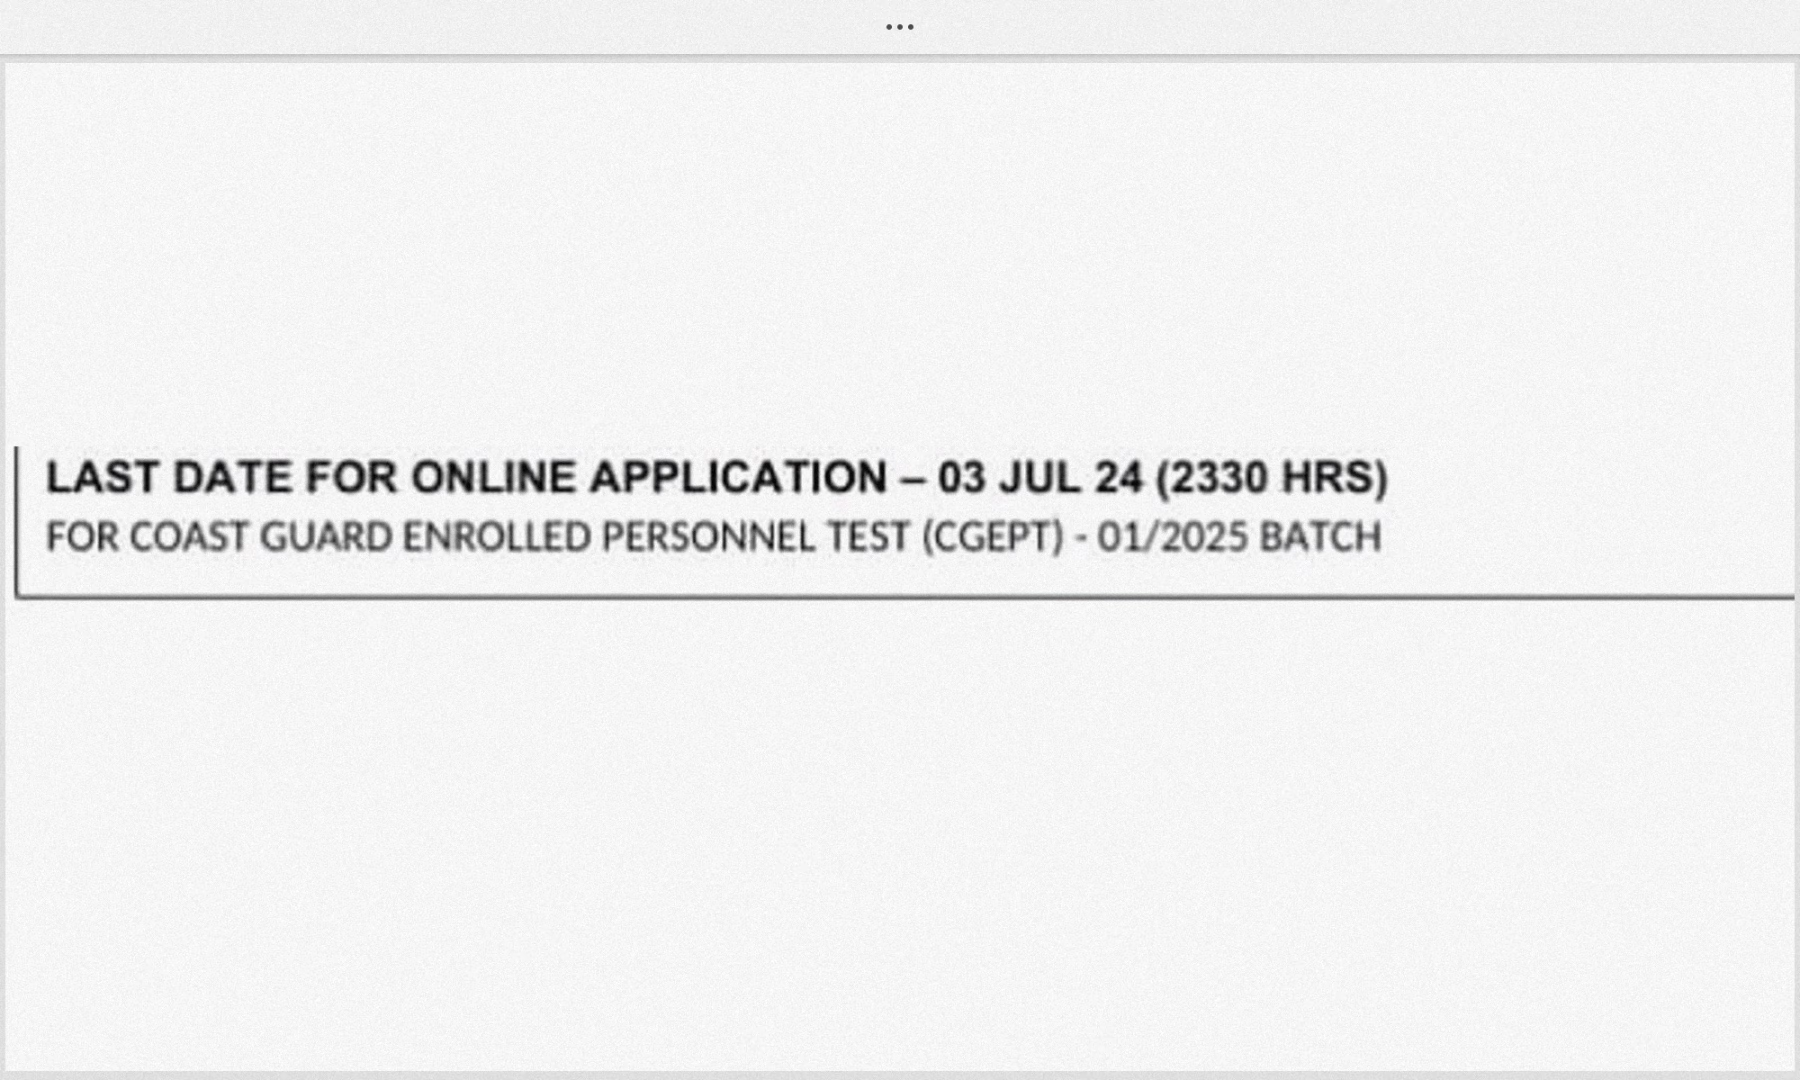 LAST DATE FOR ONLINE APPLICATION – 03 JUL 24 (2330 HRS)
FOR COAST GUARD ENROLLED PERSONNEL TEST (CGEPT) - 01/2025 BATCH